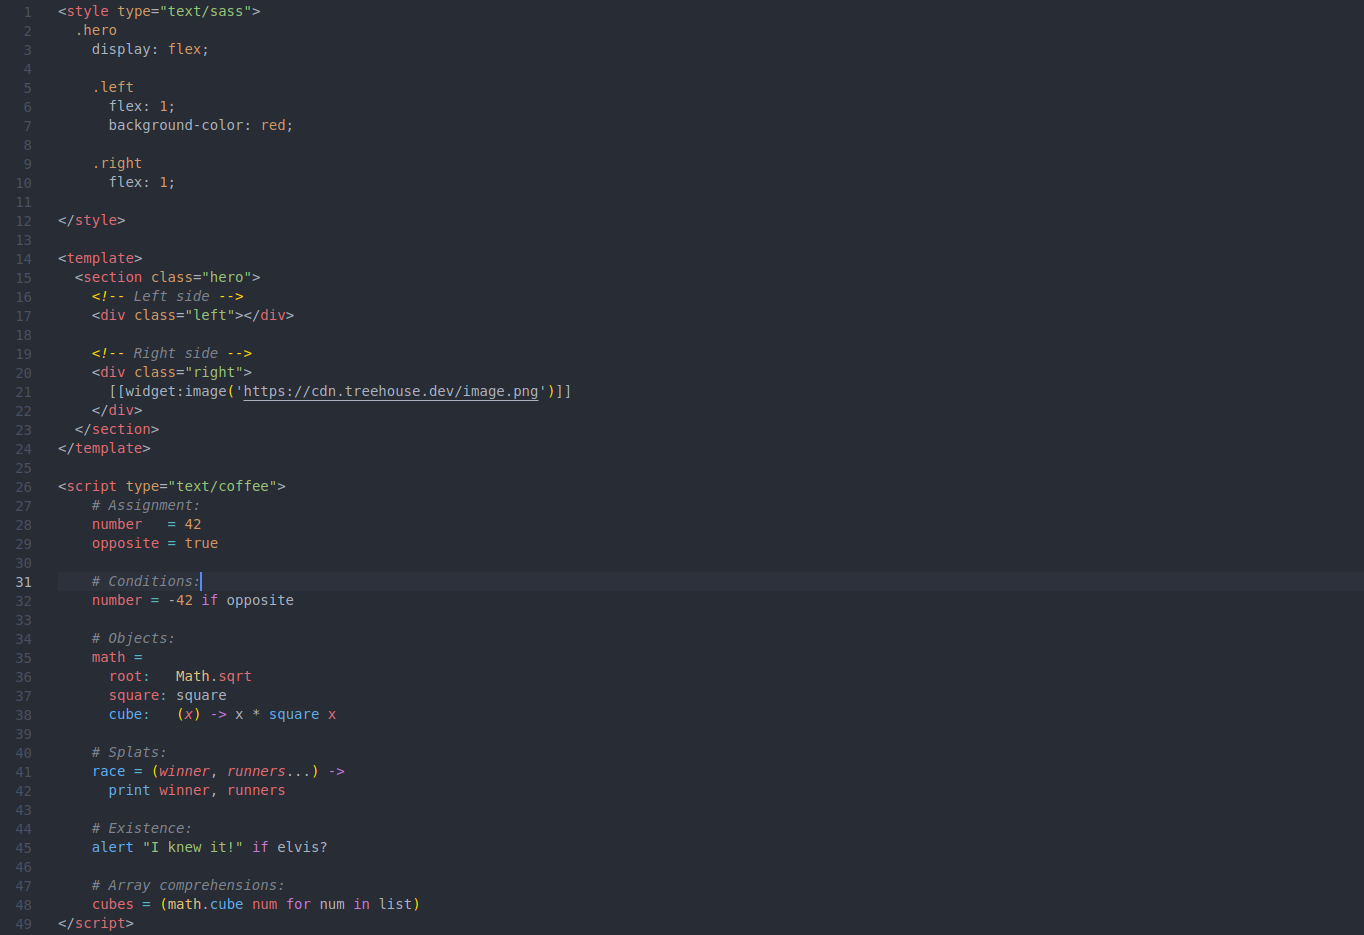 1 <style type="text/sass">
2 .hero
3 display: flex;
4
5 .left
6 flex: 1;
7 background-color: red;
8
9 .right
10 flex: 1;
11
12 </style>
13
14 <template>
15 <section class="hero">
16 <!-- Left side -->
17 <div class="left"></div>
18
19 <!-- Right side -->
20 <div class="right">
21 [[widget:image('https://cdn.treehouse.dev/image.png')]]
22 </div>
23 </section>
24 </template>
25
26 <script type="text/coffee">
27 # Assignment:
28 number   = 42
29 opposite = true
30
31 # Conditions:
32 number = -42 if opposite
33
34 # Objects:
35 math =
36 root:   Math.sqrt
37 square: square
38 cube:   (x) -> x * square x
39
40 # Splats:
41 race = (winner, runners...) ->
42 print winner, runners
43
44 # Existence:
45 alert "I knew it!" if elvis?
46
47 # Array comprehensions:
48 cubes = (math.cube num for num in list)
49 </script>